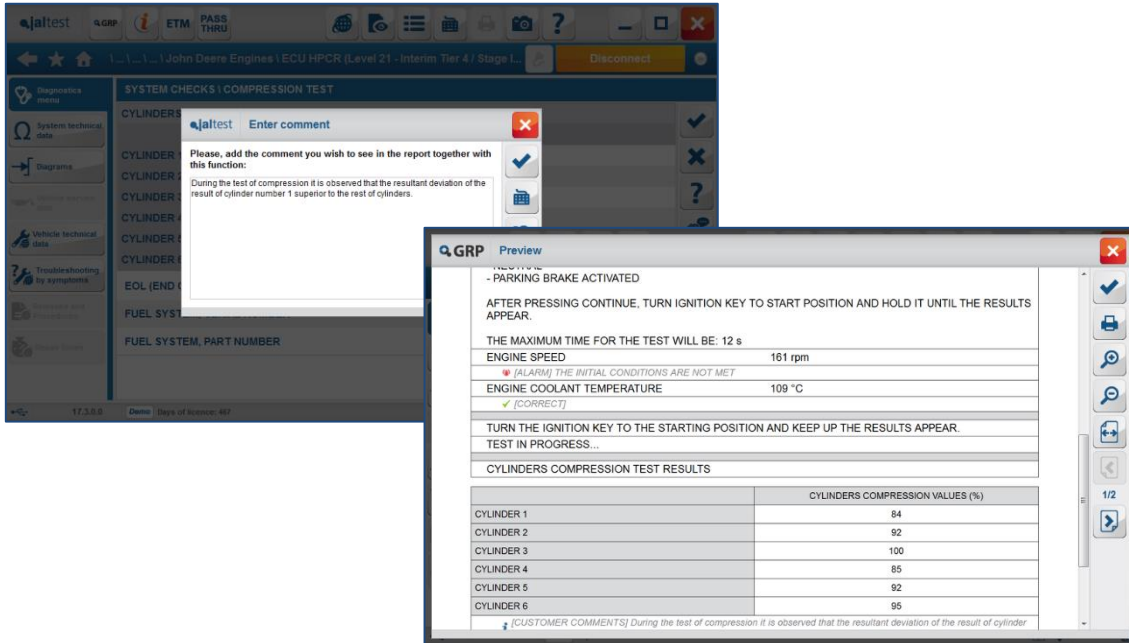 jaltest GRP ETM PASS THRU
\...\...\...\John Deere Engines \ ECU HPCR (Level 21 - Interim Tier 4 / Stage I... Disconnect
Diagnostics menu
System technical data
Diagrams
Vehicle technical data
Troubleshooting by symptoms
SYSTEM CHECKS \ COMPRESSION TEST
CYLINDERS
CYLINDER
CYLINDER
CYLINDER
CYLINDER
CYLINDER
CYLINDER
EOL (END
FUEL SYST
FUEL SYSTEM, PART NUMBER
17.3.0.0 Demo Days of licence:
jaltest Enter comment
Please, add the comment you wish to see in the report together with
this function:
During the test of compression it is observed that the resultant deviation of the
result of cylinder number 1 superior to the rest of cylinders.
GRP Preview
- NEUTRAL
- PARKING BRAKE ACTIVATED
AFTER PRESSING CONTINUE, TURN IGNITION KEY TO START POSITION AND HOLD IT UNTIL THE RESULTS
APPEAR.
THE MAXIMUM TIME FOR THE TEST WILL BE: 12 s
ENGINE SPEED 161 rpm
[ALARM] THE INITIAL CONDITIONS ARE NOT MET
ENGINE COOLANT TEMPERATURE 109 °C
[CORRECT]
TURN THE IGNITION KEY TO THE STARTING POSITION AND KEEP UP THE RESULTS APPEAR.
TEST IN PROGRESS...
CYLINDERS COMPRESSION TEST RESULTS
CYLINDERS COMPRESSION VALUES (%)
CYLINDER 1 84
CYLINDER 2 92
CYLINDER 3 100
CYLINDER 4 85
CYLINDER 5 92
CYLINDER 6 95
[CUSTOMER COMMENTS] During the test of compression it is observed that the resultant deviation of the result of cylinder
1/2